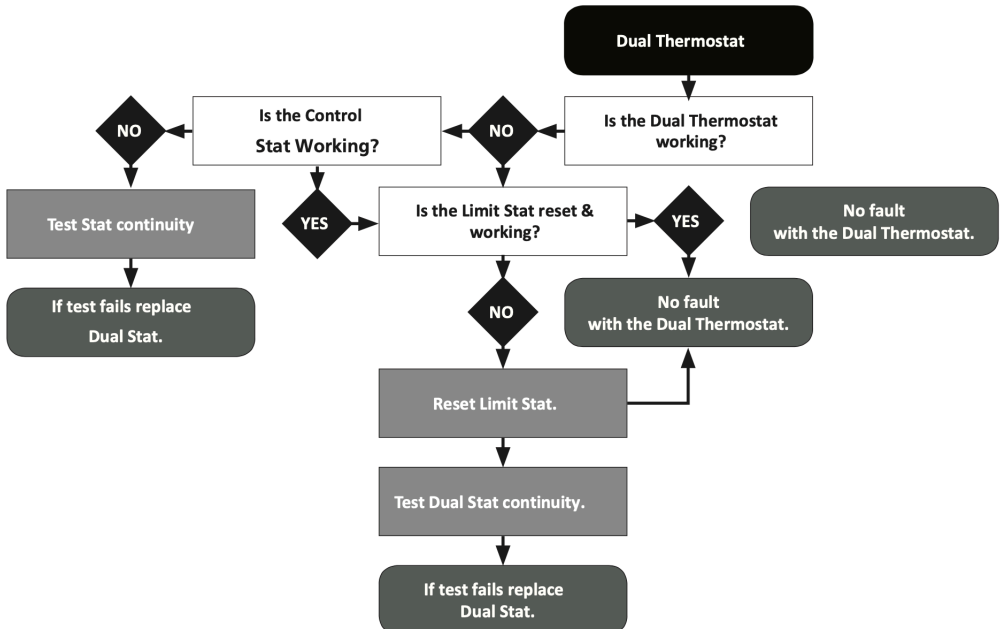 Dual Thermostat
Is the Dual Thermostat
working?
NO
Is the Control
Stat Working?
NO
Test Stat continuity
If test fails replace
Dual Stat.
YES
Is the Limit Stat reset &
working?
YES
No fault
with the Dual Thermostat.
No fault
with the Dual Thermostat.
NO
Reset Limit Stat.
Test Dual Stat continuity.
If test fails replace
Dual Stat.